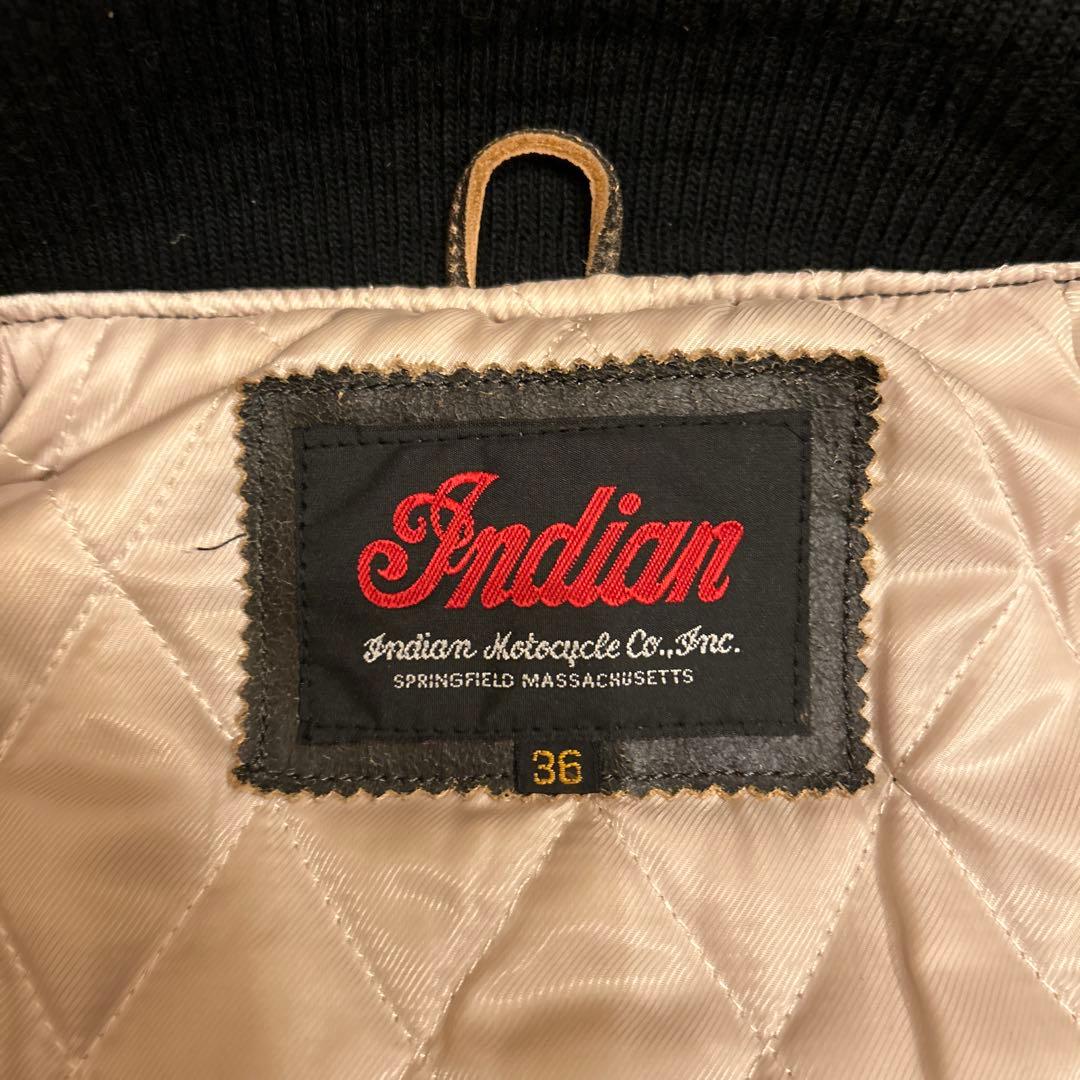 Indian
Indian Motocycle Co., Inc.
SPRINGFIELD MASSACHUSETTS
36